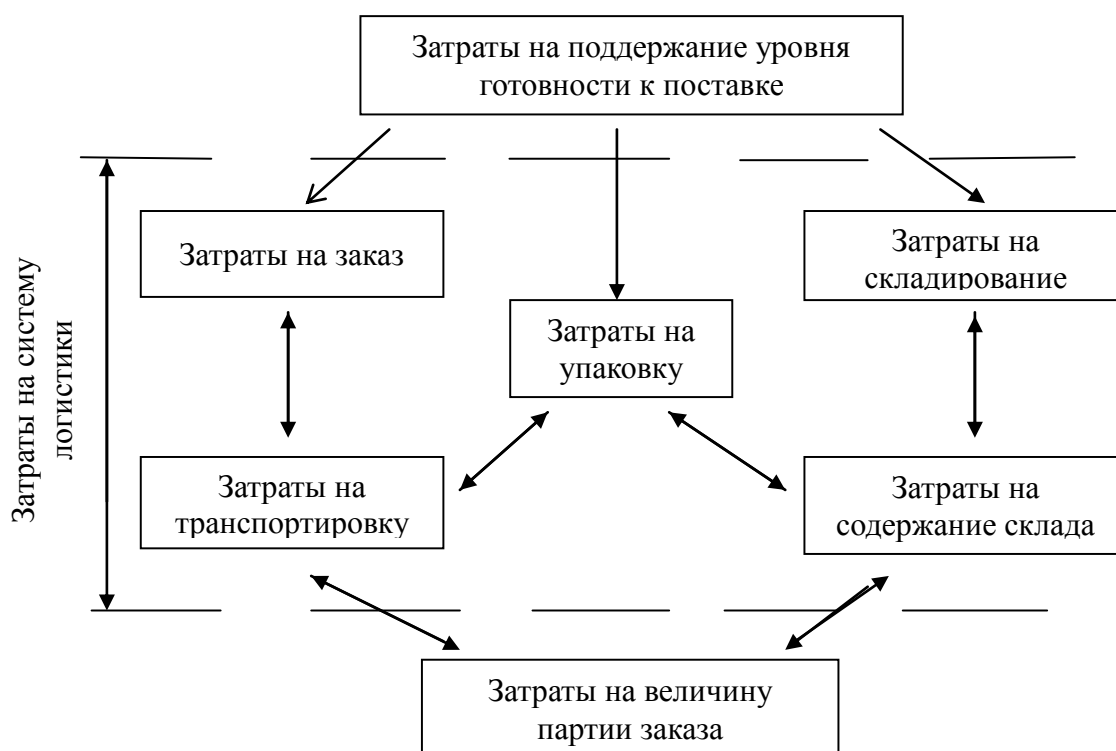 Затраты на поддержание уровня
готовности к поставке
Затраты на систему
логистики
Затраты на заказ
Затраты на
складирование
Затраты на
упаковку
Затраты на
транспортировку
Затраты на
содержание склада
Затраты на величину
партии заказа